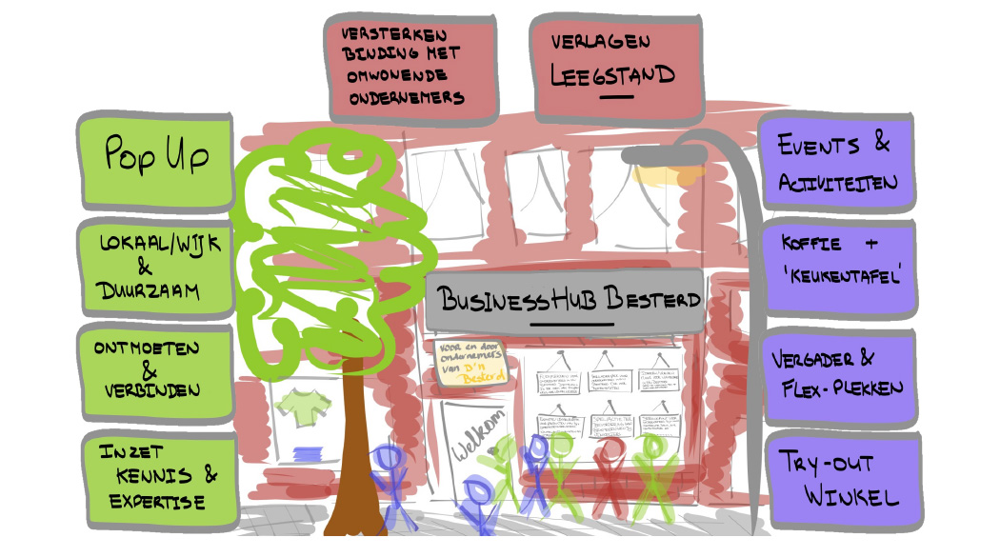 VERSTERKEN
BINDING MET
OMWONENDE
ONDERNEMERS
VERLAGEN
LEEGSTAND
Pop Up
LOKAAL/WIJK
&
DUURZAAM
ONTMOETEN
&
VERBINDEN
INZET
KENNIS &
EXPERTISE
BUSINESSHUB BESTERD
VOOR en door
ondernemers
van D'n
Besterd
Welkom
EVENTS &
ACTIVITEITEN
KOFFIE +
'KEUKENTAFEL'
VERGADER &
FLEX-PLEKKEN
TRY-OUT
WINKEL